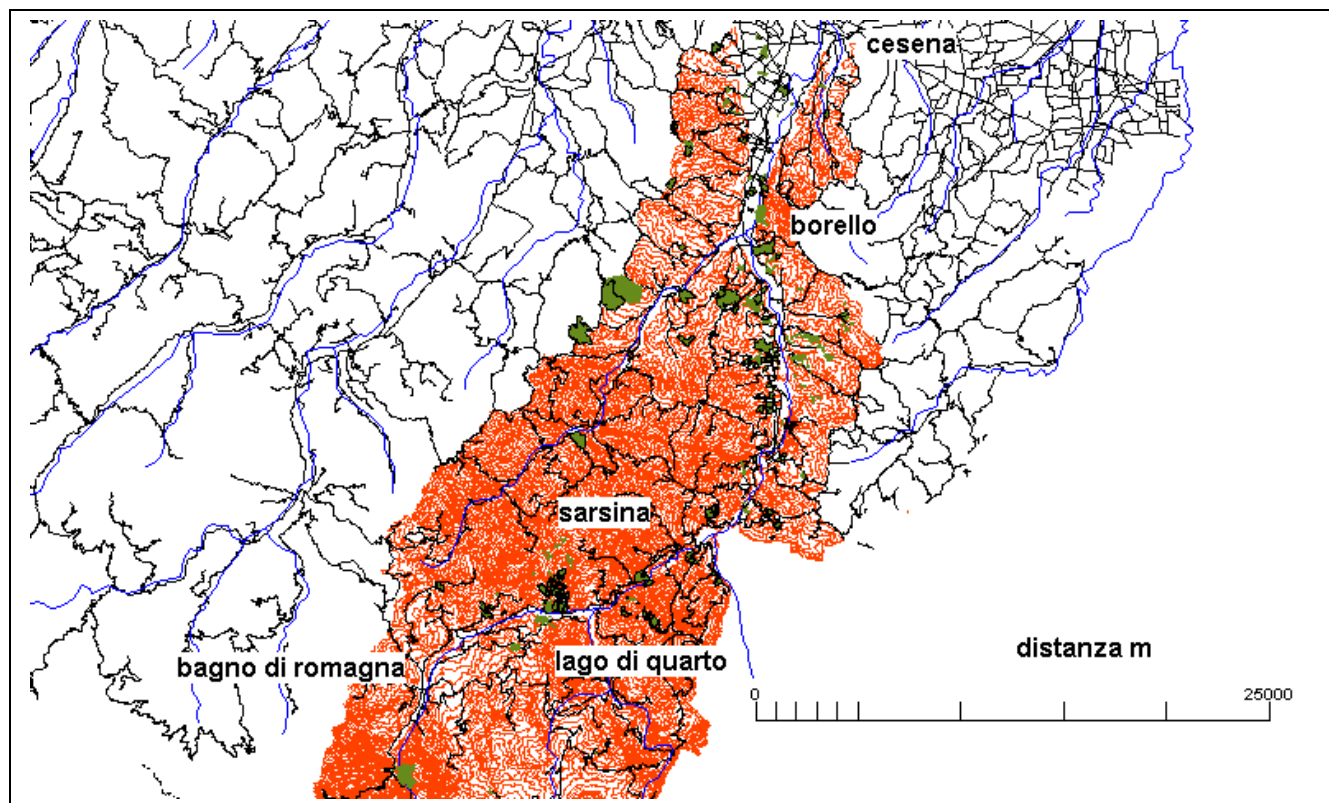 cesena
borello
sarsina
bagno di romagna
lago di quarto
distanza m
0
25000